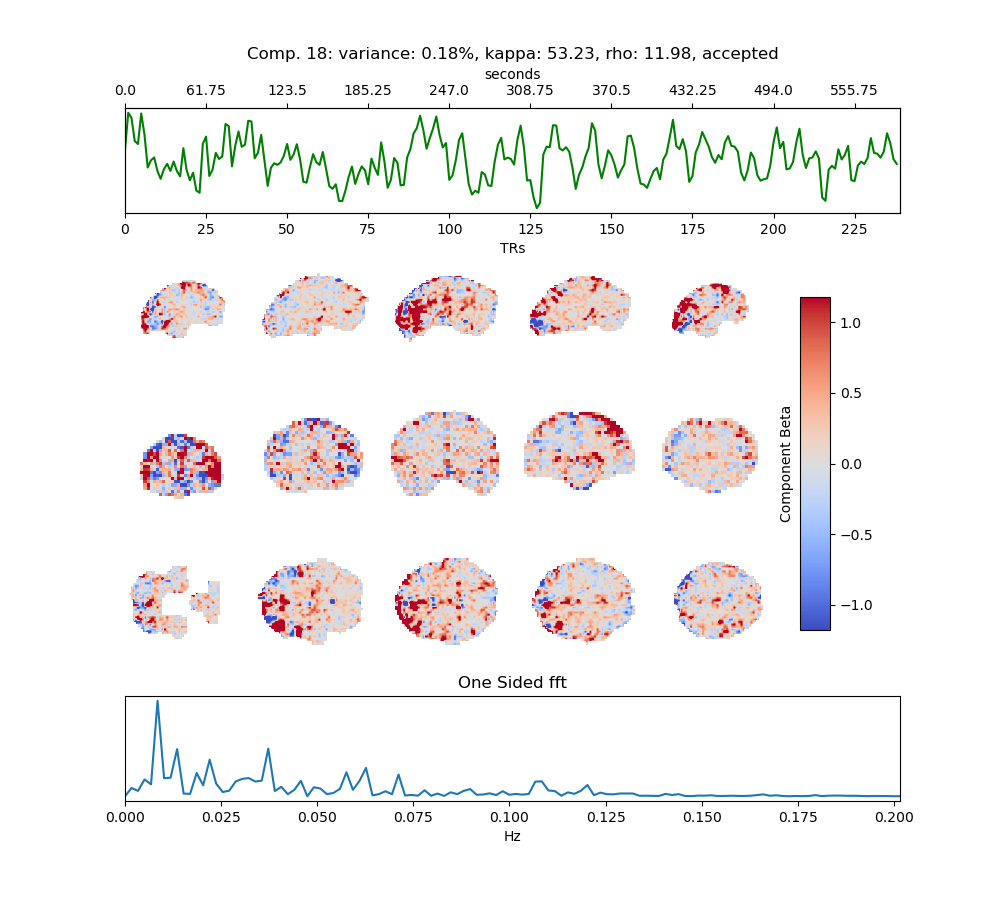 Comp. 18: variance: 0.18%, kappa: 53.23, rho: 11.98, accepted
seconds
0.0 61.75 123.5 185.25 247.0 308.75 370.5 432.25 494.0 555.75
0 25 50 75 100 125 150 175 200 225
TRs
1.0
0.5
0.0
−0.5
−1.0
Component Beta
One Sided fft
0.000 0.025 0.050 0.075 0.100 0.125 0.150 0.175 0.200
Hz